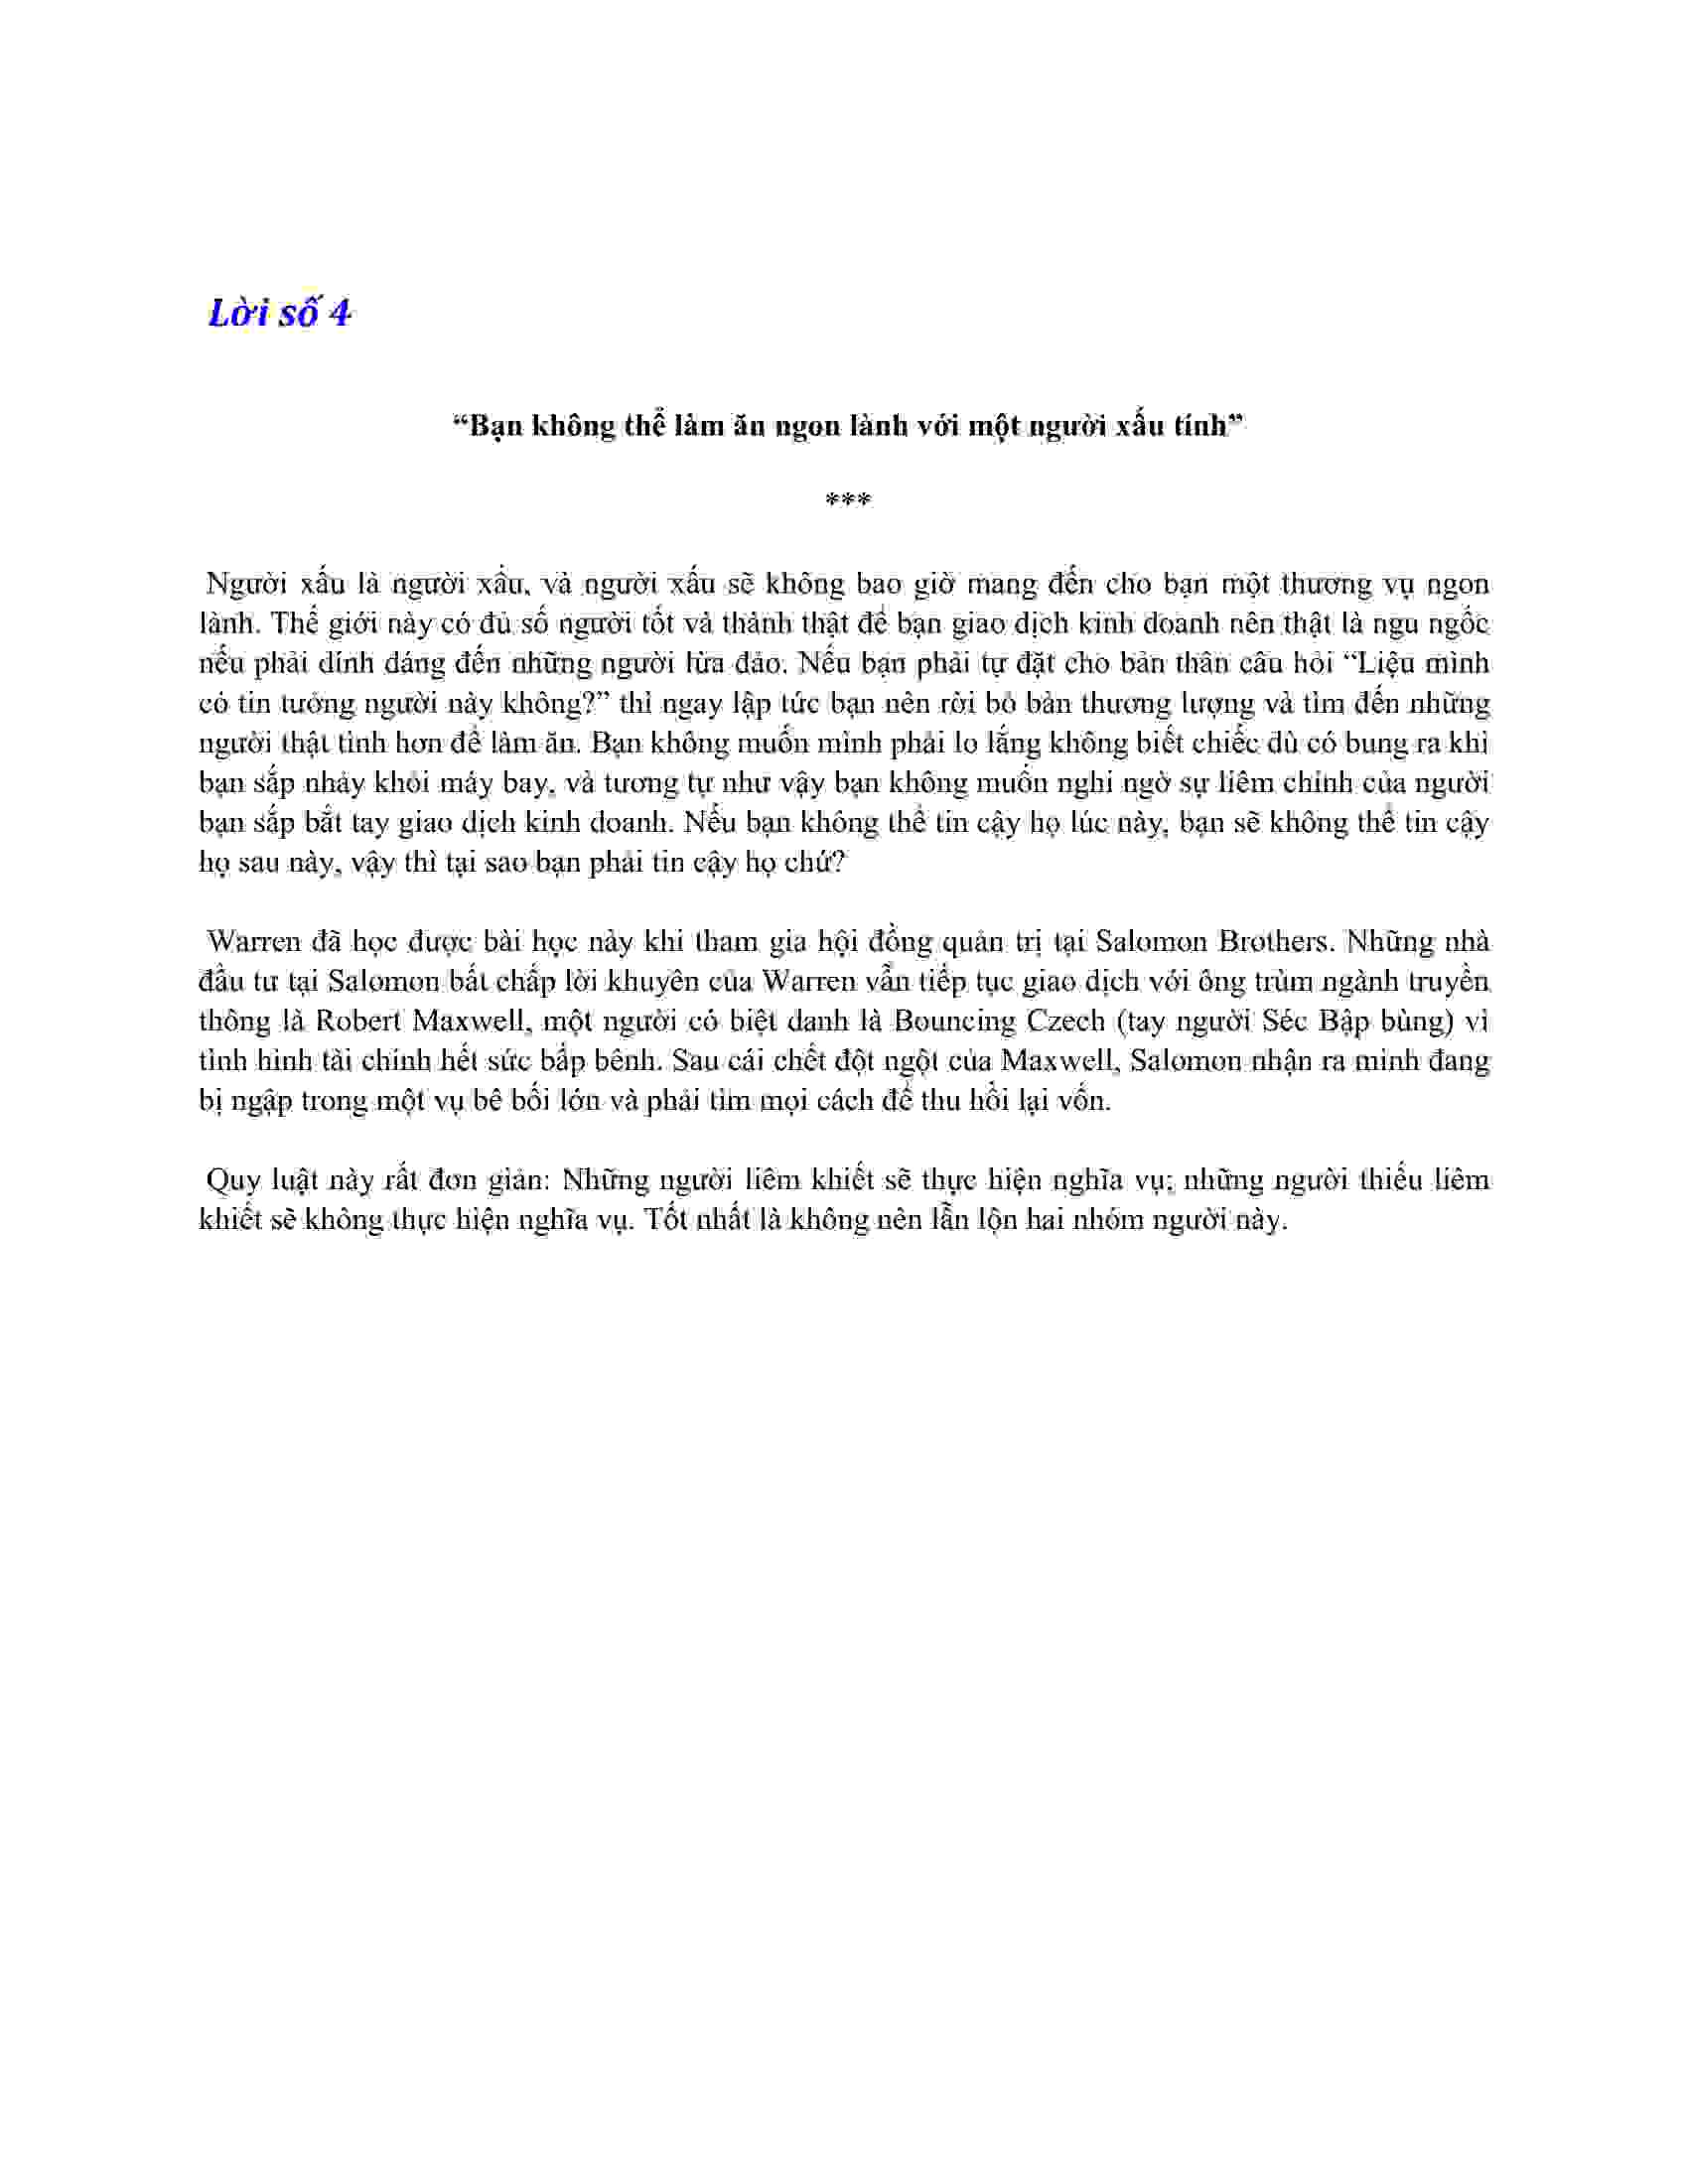 Lời số 4
“Bạn không thể làm ăn ngon lành với một người xấu tính”
***
Người xấu là người xấu, và người xấu sẽ không bao giờ mang đến cho bạn một thương vụ ngon
lành. Thế giới này có đủ số người tốt và thành thật để bạn giao dịch kinh doanh nên thật là ngu ngốc
nếu phải dính dáng đến những người lừa đảo. Nếu bạn phải tự đặt cho bản thân câu hỏi “Liệu mình
có tin tưởng người này không?” thì ngay lập tức bạn nên rời bỏ bàn thương lượng và tìm đến những
người thật tình hơn để làm ăn. Bạn không muốn mình phải lo lắng không biết chiếc dù có bung ra khi
bạn sắp nhảy khỏi máy bay, và tương tự như vậy bạn không muốn nghi ngờ sự liêm chính của người
bạn sắp bắt tay giao dịch kinh doanh. Nếu bạn không thể tin cậy họ lúc này, bạn sẽ không thể tin cậy
họ sau này, vậy thì tại sao bạn phải tin cậy họ chứ?
Warren đã học được bài học này khi tham gia hội đồng quản trị tại Salomon Brothers. Những nhà
đầu tư tại Salomon bất chấp lời khuyên của Warren vẫn tiếp tục giao dịch với ông trùm ngành truyền
thông là Robert Maxwell, một người có biệt danh là Bouncing Czech (tay người Séc Bập bùng) vì
tình hình tài chính hết sức bấp bênh. Sau cái chết đột ngột của Maxwell, Salomon nhận ra mình đang
bị ngập trong một vụ bê bối lớn và phải tìm mọi cách để thu hồi lại vốn.
Quy luật này rất đơn giản: Những người liêm khiết sẽ thực hiện nghĩa vụ; những người thiếu liêm
khiết sẽ không thực hiện nghĩa vụ. Tốt nhất là không nên lẫn lộn hai nhóm người này.